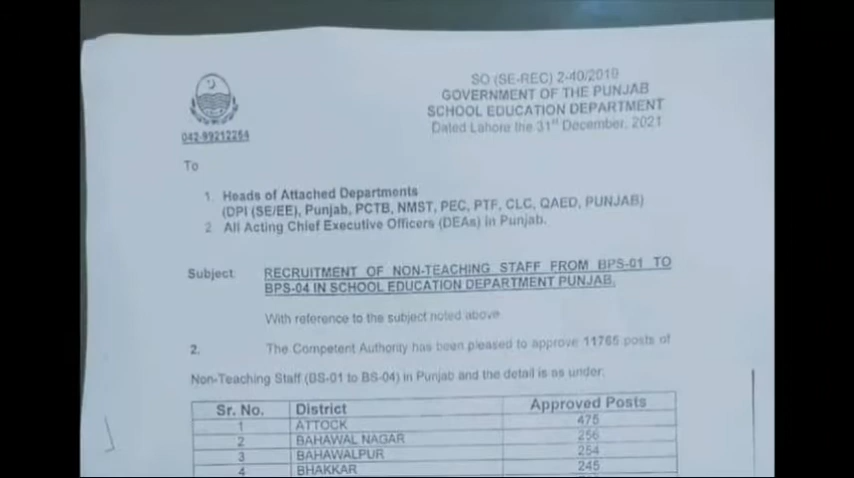 SO (SE-REC) 2-40/2019
GOVERNMENT OF THE PUNJAB
SCHOOL EDUCATION DEPARTMENT
Dated Lahore the 31st December, 2021
042-99212254
To
1. Heads of Attached Departments
(DPI (SE/EE), Punjab, PCTB, NMST, PEC, PTF, CLC, QAED, PUNJAB)
2. All Acting Chief Executive Officers (DEAs) in Punjab.
Subject: RECRUITMENT OF NON-TEACHING STAFF FROM BPS-01 TO
BPS-04 IN SCHOOL EDUCATION DEPARTMENT PUNJAB.
With reference to the subject noted above.
2. The Competent Authority has been pleased to approve 11765 posts of
Non-Teaching Staff (BS-01 to BS-04) in Punjab and the detail is as under:
Sr. No. District Approved Posts
1 ATTOCK 475
2 BAHAWAL NAGAR 256
3 BAHAWALPUR 254
4 BHAKKAR 245